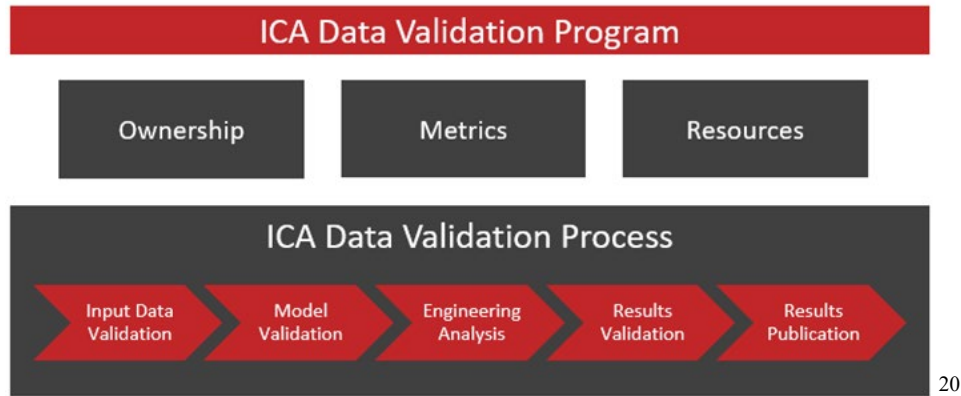 ICA Data Validation Program
Ownership
Metrics
Resources
ICA Data Validation Process
Input Data
Validation
Model
Validation
Engineering
Analysis
Results
Validation
Results
Publication
20